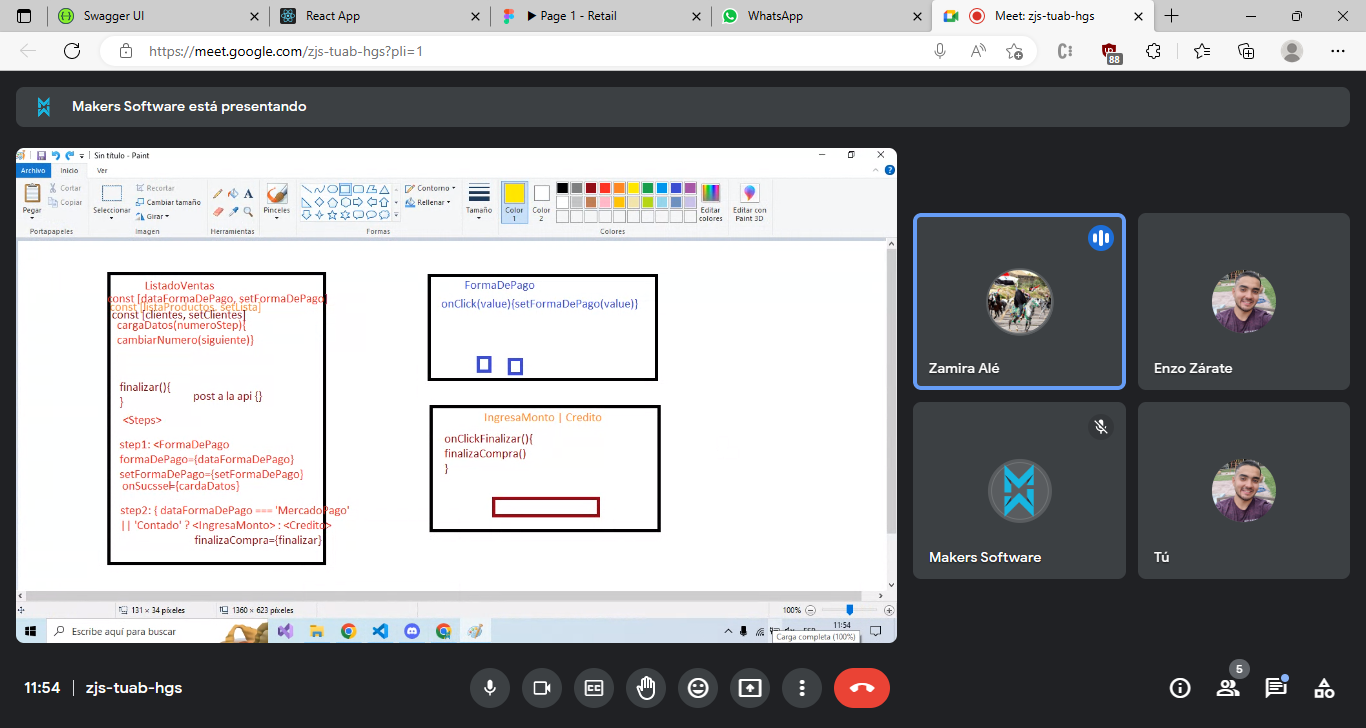 Swagger UI
React App
Page 1 - Retail
WhatsApp
Meet: zjs-tuab-hgs
https://meet.google.com/zjs-tuab-hgs?pli=1
88
Makers Software está presentando
Sin título - Paint
Archivo
Inicio
Ver
Pegar
Cortar
Copiar
Portapapeles
Seleccionar
Recortar
Cambiar tamaño
Girar
Imagen
Herramientas
Pinceles
Contorno
Rellenar
Formas
Tamaño
Color 1
Color 2
Editar colores
Editar con Paint 3D
Colores
ListadoVentas
const [dataFormaDePago, setFormaDePago]
const [listaProductos, setLista]
const [clientes, setClientes]
cargaDatos(numeroStep){
cambiarNumero(siguiente)}
finalizar(){
}
post a la api {}
<Steps>
step1: <FormaDePago
formaDePago={dataFormaDePago}
setFormaDePago={setFormaDePago}
onSucssel={cardaDatos}
step2: { dataFormaDePago === 'MercadoPago'
|| 'Contado' ? <IngresaMonto> : <Credito>
finalizaCompra={finalizar}
FormaDePago
onClick(value){setFormaDePago(value)}
IngresaMonto | Credito
onClickFinalizar(){
finalizaCompra()
}
131 × 34 píxeles
1360 × 623 píxeles
100%
Escribe aquí para buscar
11:54
Carga completa (100%)
Zamira Alé
Enzo Zárate
Makers Software
Tú
11:54
zjs-tuab-hgs
5